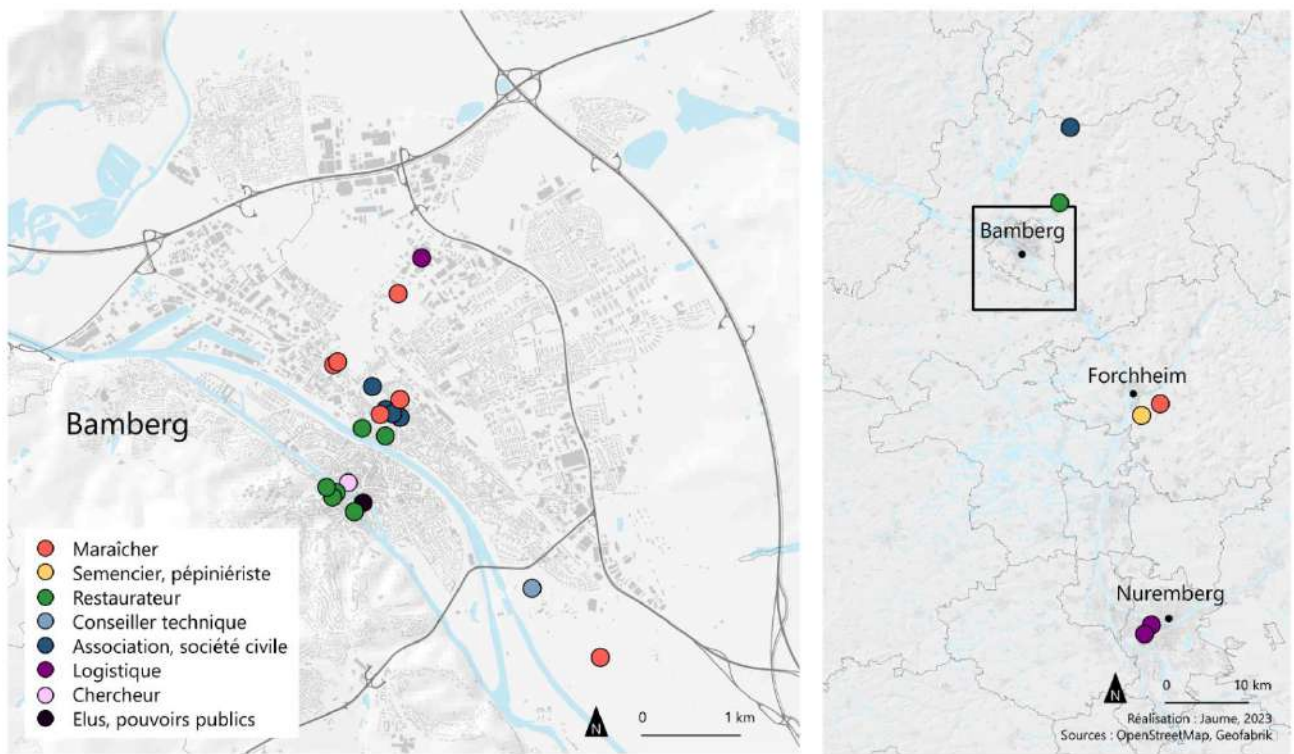 Bamberg
Maraîcher
Semencier, pépiniériste
Restaurateur
Conseiller technique
Association, société civile
Logistique
Chercheur
Elus, pouvoirs publics
N
0 1 km
Bamberg
Forchheim
Nuremberg
N
0 10 km
Réalisation : Jaume, 2023
Sources : OpenStreetMap, Geofabrik